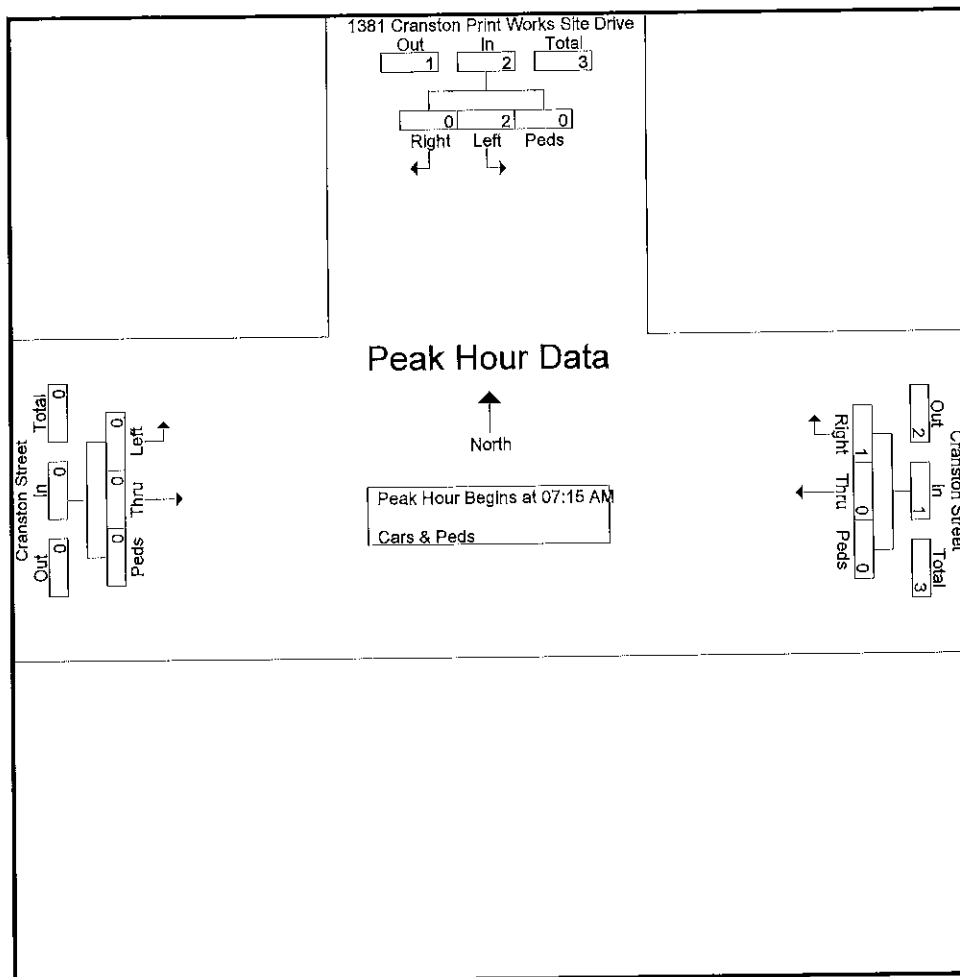 1381 Cranston Print Works Site Drive
Out In Total
1 2 3
0 2 0
Right Left Peds
Peak Hour Data
North
Peak Hour Begins at 07:15 AM
Cars & Peds
Cranston Street
Out In Total
0 0 0
0 0 0
Left Thru Peds
Cranston Street
Out In Total
2 1 3
1 0 0
Right Thru Peds